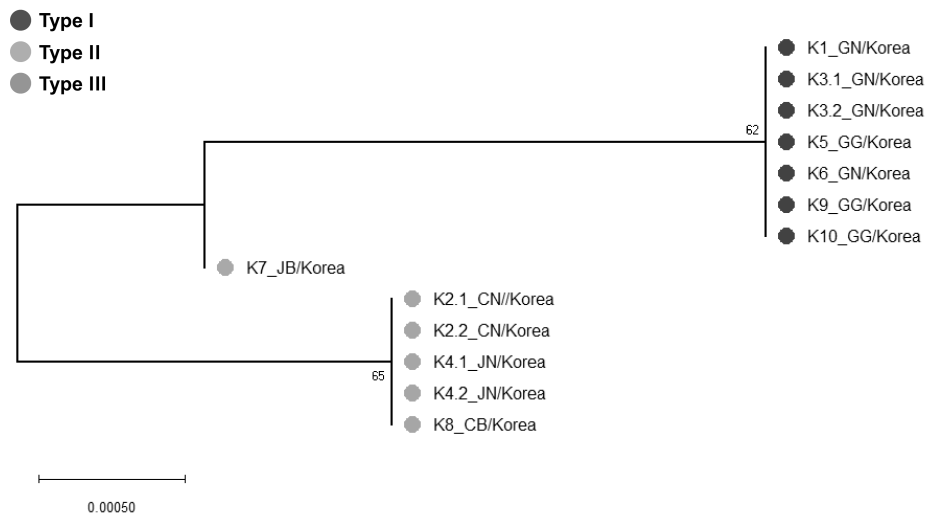 Type I
Type II
Type III
K1_GN/Korea
K3.1_GN/Korea
K3.2_GN/Korea
62
K5_GG/Korea
K6_GN/Korea
K9_GG/Korea
K10_GG/Korea
K7_JB/Korea
K2.1_CN//Korea
K2.2_CN/Korea
K4.1_JN/Korea
65
K4.2_JN/Korea
K8_CB/Korea
0.00050